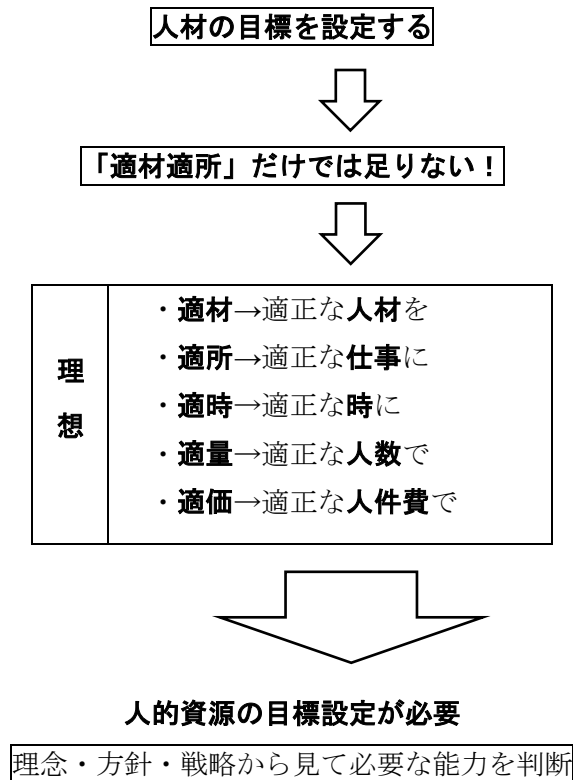 人材の目標を設定する
「適材適所」だけでは足りない！
理想
・適材→適正な人材を
・適所→適正な仕事に
・適時→適正な時に
・適量→適正な人数で
・適価→適正な人件費で
人的資源の目標設定が必要
理念・方針・戦略から見て必要な能力を判断